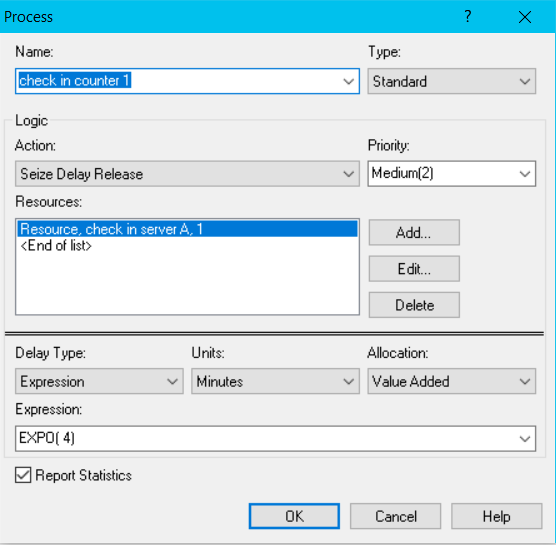 Process
?
Name:
Type:
check in counter 1
Standard
Logic
Action:
Priority:
Seize Delay Release
Medium(2)
Resources:
Resource, check in server A, 1
<End of list>
Add...
Edit...
Delete
Delay Type:
Units:
Allocation:
Expression
Minutes
Value Added
Expression:
EXPO( 4)
Report Statistics
OK
Cancel
Help